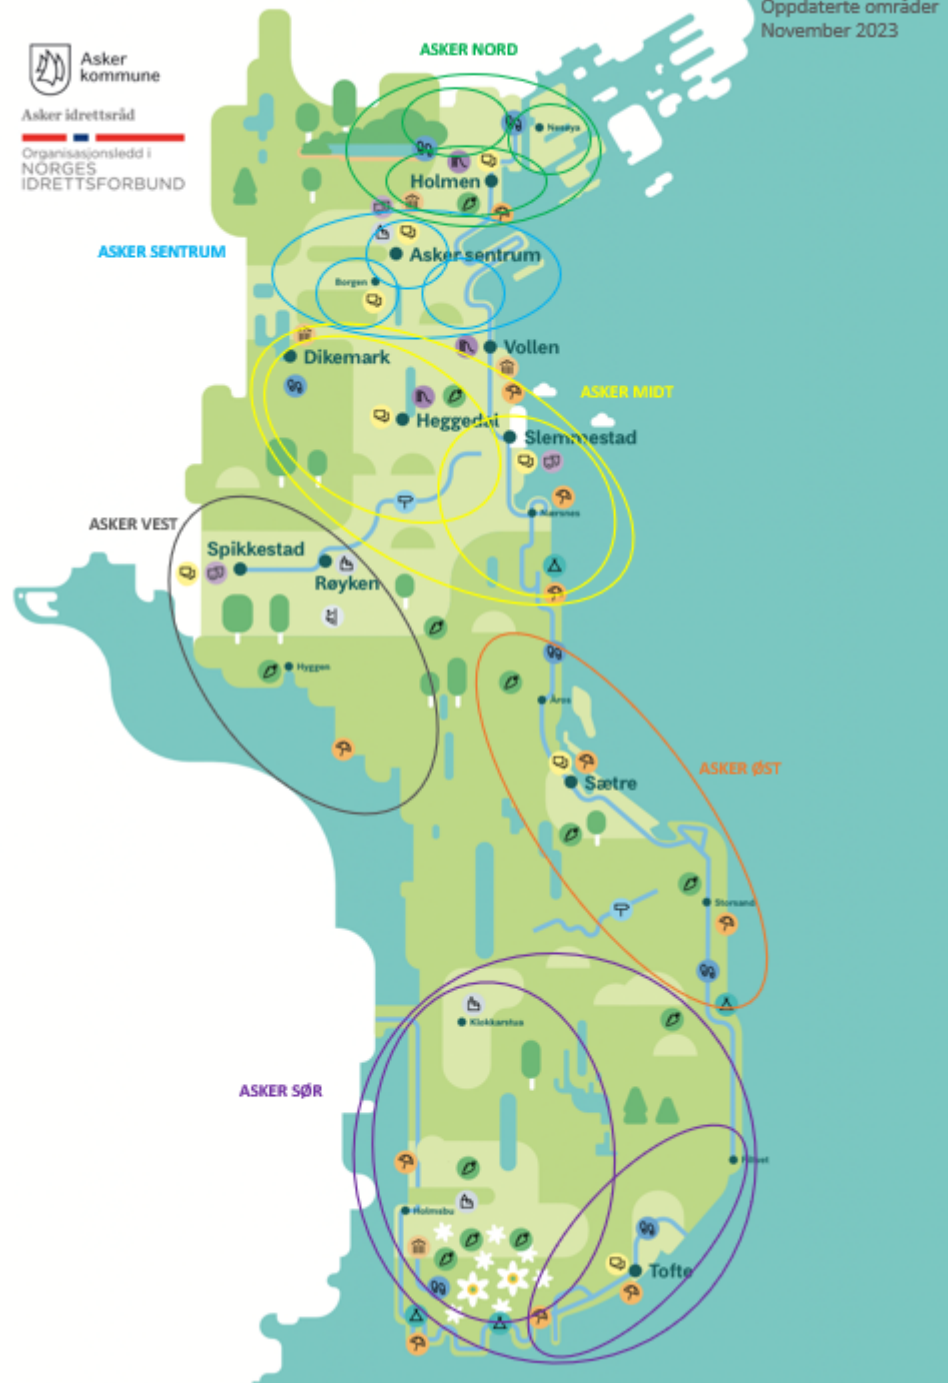 Oppdaterte områder
November 2023
Asker
kommune
Asker idrettsråd
Organisasjonsledd i
NORGES
IDRETTSFORBUND
ASKER NORD
Nesøya
Holmen
ASKER SENTRUM
Asker sentrum
Borgen
Vollen
Dikemark
ASKER MIDT
Heggedal
Slemmestad
Nærsnes
ASKER VEST
Spikkestad
Røyken
Hyggen
Åros
ASKER ØST
Sætre
Storsand
Klokkarstua
ASKER SØR
Filtvet
Holmsbu
Tofte